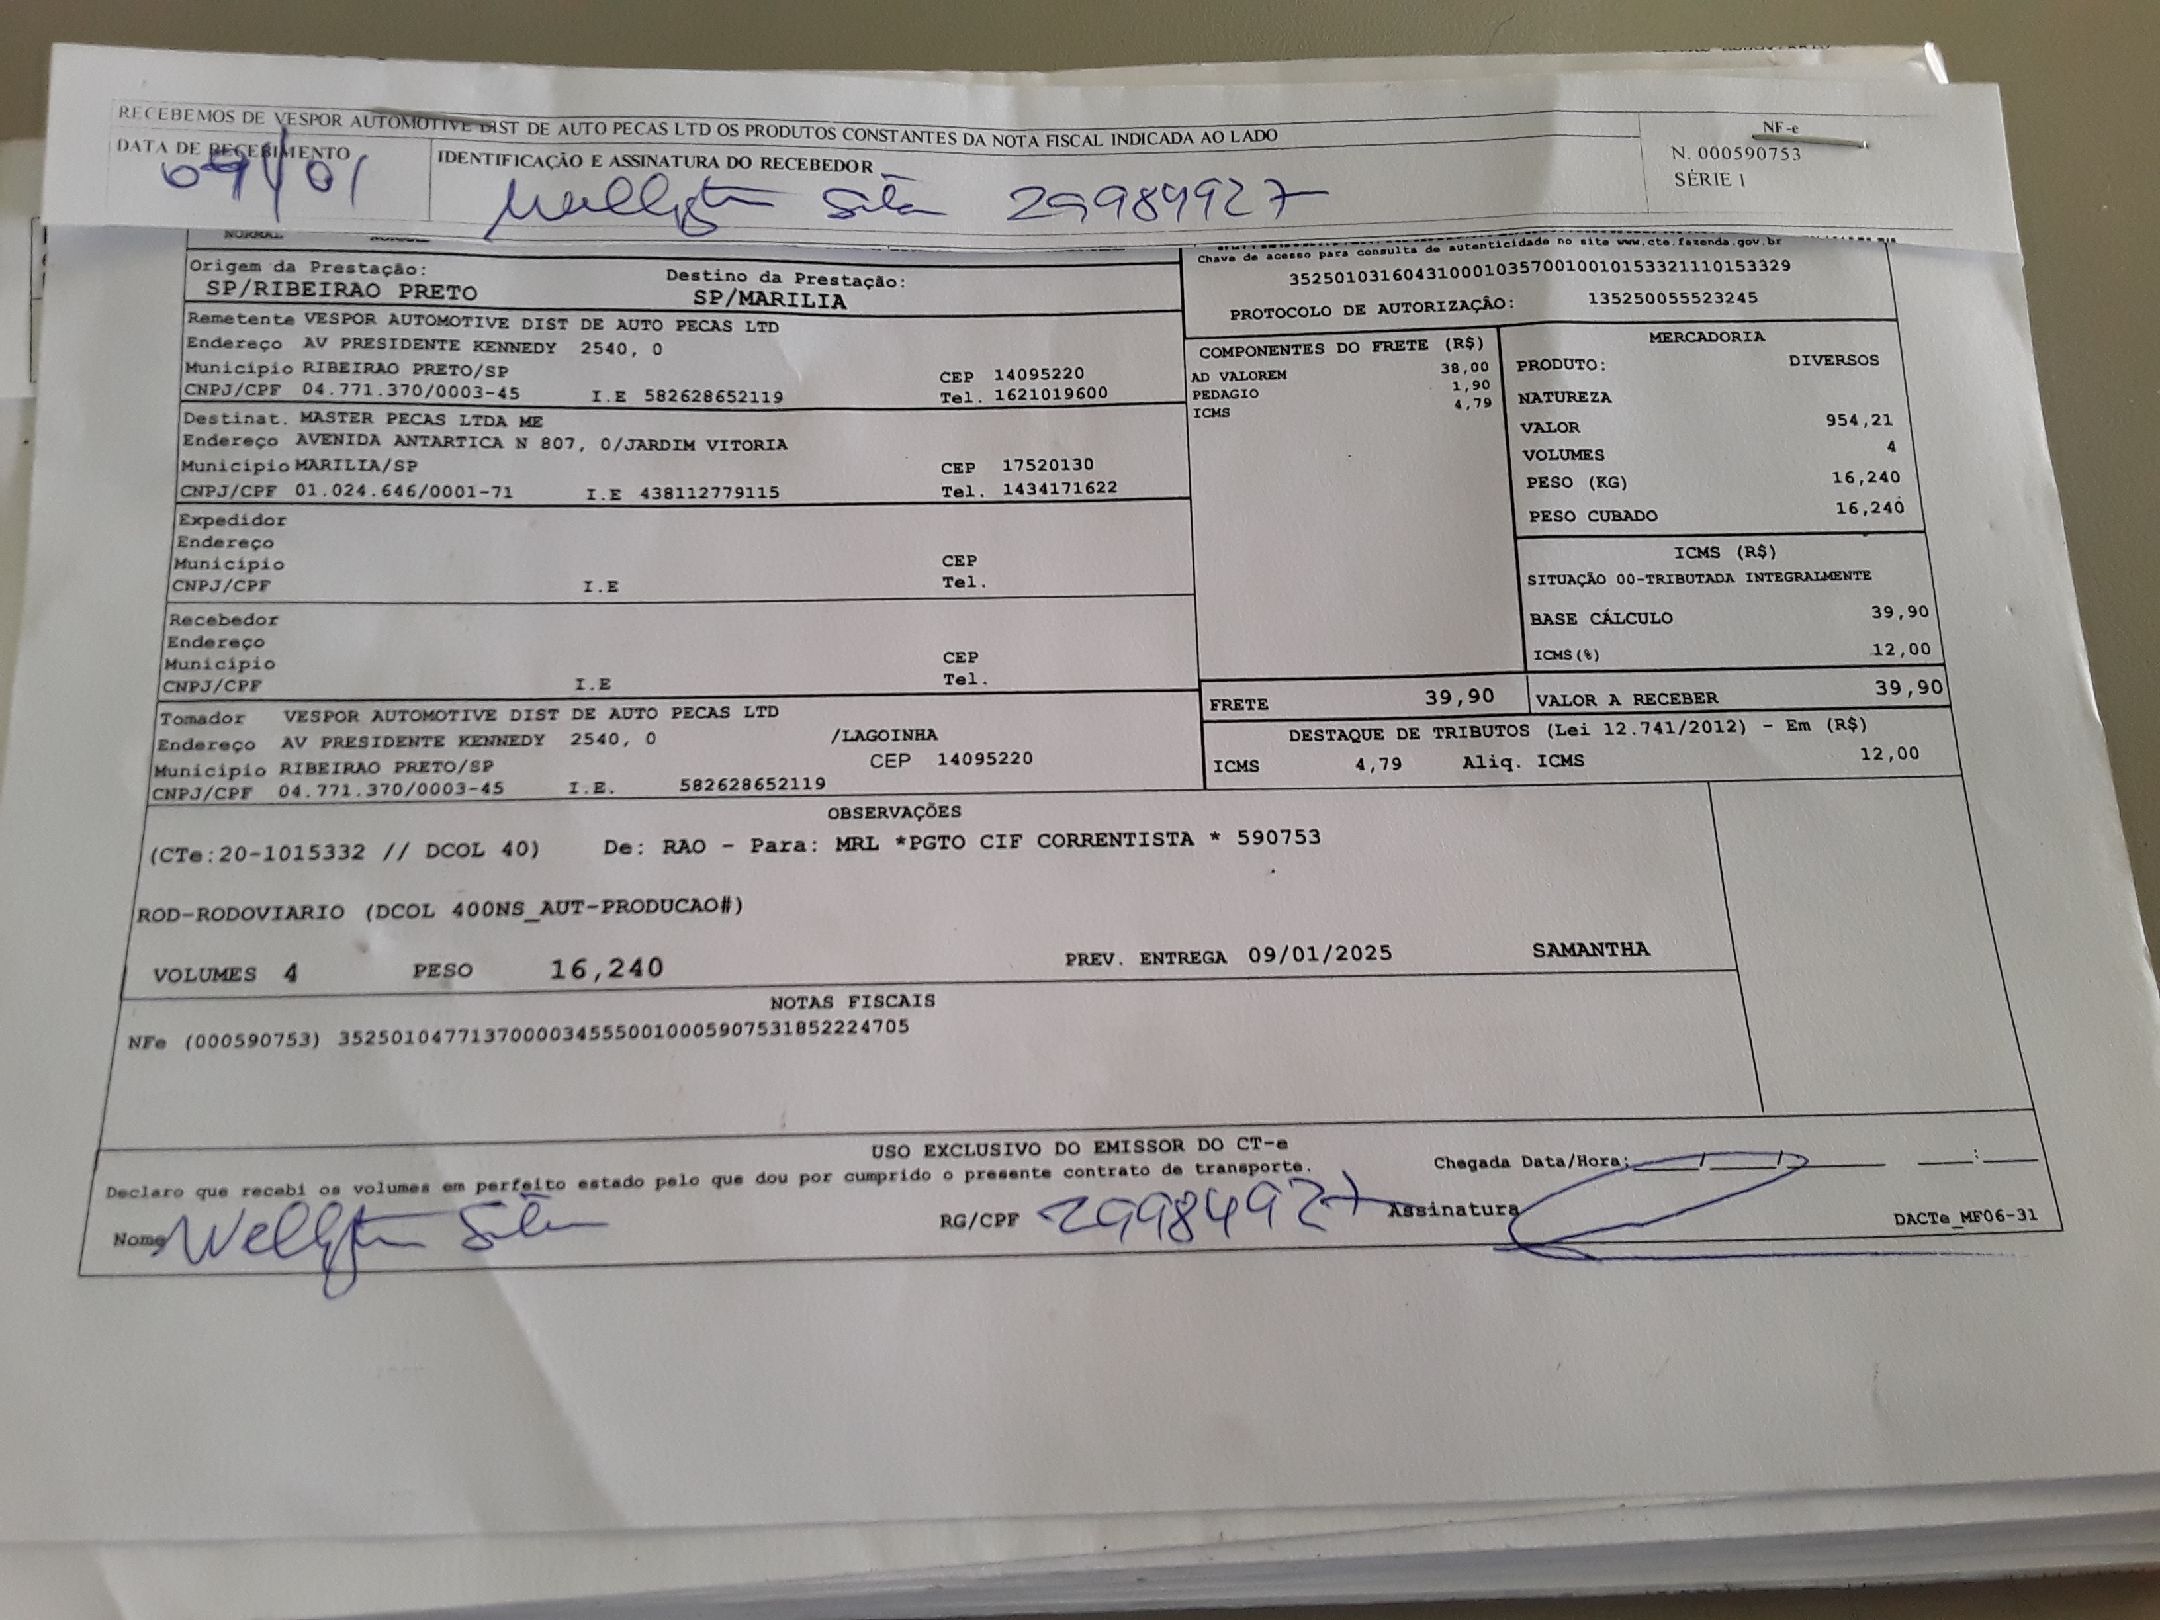 RECEBEMOS DE VESPOR AUTOMOTIVE DIST DE AUTO PECAS LTD OS PRODUTOS CONSTANTES DA NOTA FISCAL INDICADA AO LADO
DATA DE RECEBIMENTO
09/01
IDENTIFICAÇÃO E ASSINATURA DO RECEBEDOR
29984927
NF-e
N. 000590753
SÉRIE 1
NORMAL
Chave de acesso para consulta de autenticidade no site www.cte.fazenda.gov.br
35250103160431000103570010010153321110153329
PROTOCOLO DE AUTORIZAÇÃO: 135250055523245
Origem da Prestação: Destino da Prestação:
SP/RIBEIRAO PRETO SP/MARILIA
Remetente VESPOR AUTOMOTIVE DIST DE AUTO PECAS LTD
Endereço AV PRESIDENTE KENNEDY 2540, 0
Município RIBEIRAO PRETO/SP CEP 14095220
CNPJ/CPF 04.771.370/0003-45 I.E 582628652119 Tel. 1621019600
Destinat. MASTER PECAS LTDA ME
Endereço AVENIDA ANTARTICA N 807, 0/JARDIM VITORIA
Município MARILIA/SP CEP 17520130
CNPJ/CPF 01.024.646/0001-71 I.E 438112779115 Tel. 1434171622
Expedidor
Endereço
Município CEP
CNPJ/CPF I.E Tel.
Recebedor
Endereço
Município CEP
CNPJ/CPF I.E Tel.
Tomador VESPOR AUTOMOTIVE DIST DE AUTO PECAS LTD
Endereço AV PRESIDENTE KENNEDY 2540, 0 /LAGOINHA
Município RIBEIRAO PRETO/SP CEP 14095220
CNPJ/CPF 04.771.370/0003-45 I.E. 582628652119
COMPONENTES DO FRETE (R$)
AD VALOREM 38,00
PEDAGIO 1,90
ICMS 4,79
MERCADORIA
PRODUTO: DIVERSOS
NATUREZA
VALOR 954,21
VOLUMES 4
PESO (KG) 16,240
PESO CUBADO 16,240
ICMS (R$)
SITUAÇÃO 00-TRIBUTADA INTEGRALMENTE
BASE CÁLCULO 39,90
ICMS(%) 12,00
FRETE 39,90 VALOR A RECEBER 39,90
DESTAQUE DE TRIBUTOS (Lei 12.741/2012) - Em (R$)
ICMS 4,79 Aliq. ICMS 12,00
OBSERVAÇÕES
(CTe:20-1015332 // DCOL 40) De: RAO - Para: MRL *PGTO CIF CORRENTISTA * 590753
ROD-RODOVIARIO (DCOL 400NS_AUT-PRODUCAO#)
VOLUMES 4 PESO 16,240 PREV. ENTREGA 09/01/2025 SAMANTHA
NOTAS FISCAIS
NFe (000590753) 35250104771370000345550010005907531852224705
USO EXCLUSIVO DO EMISSOR DO CT-e
Declaro que recebi os volumes em perfeito estado pelo que dou por cumprido o presente contrato de transporte. Chegada Data/Hora: / / :
Nome RG/CPF 29984927 Assinatura
DACTe_MF06-31